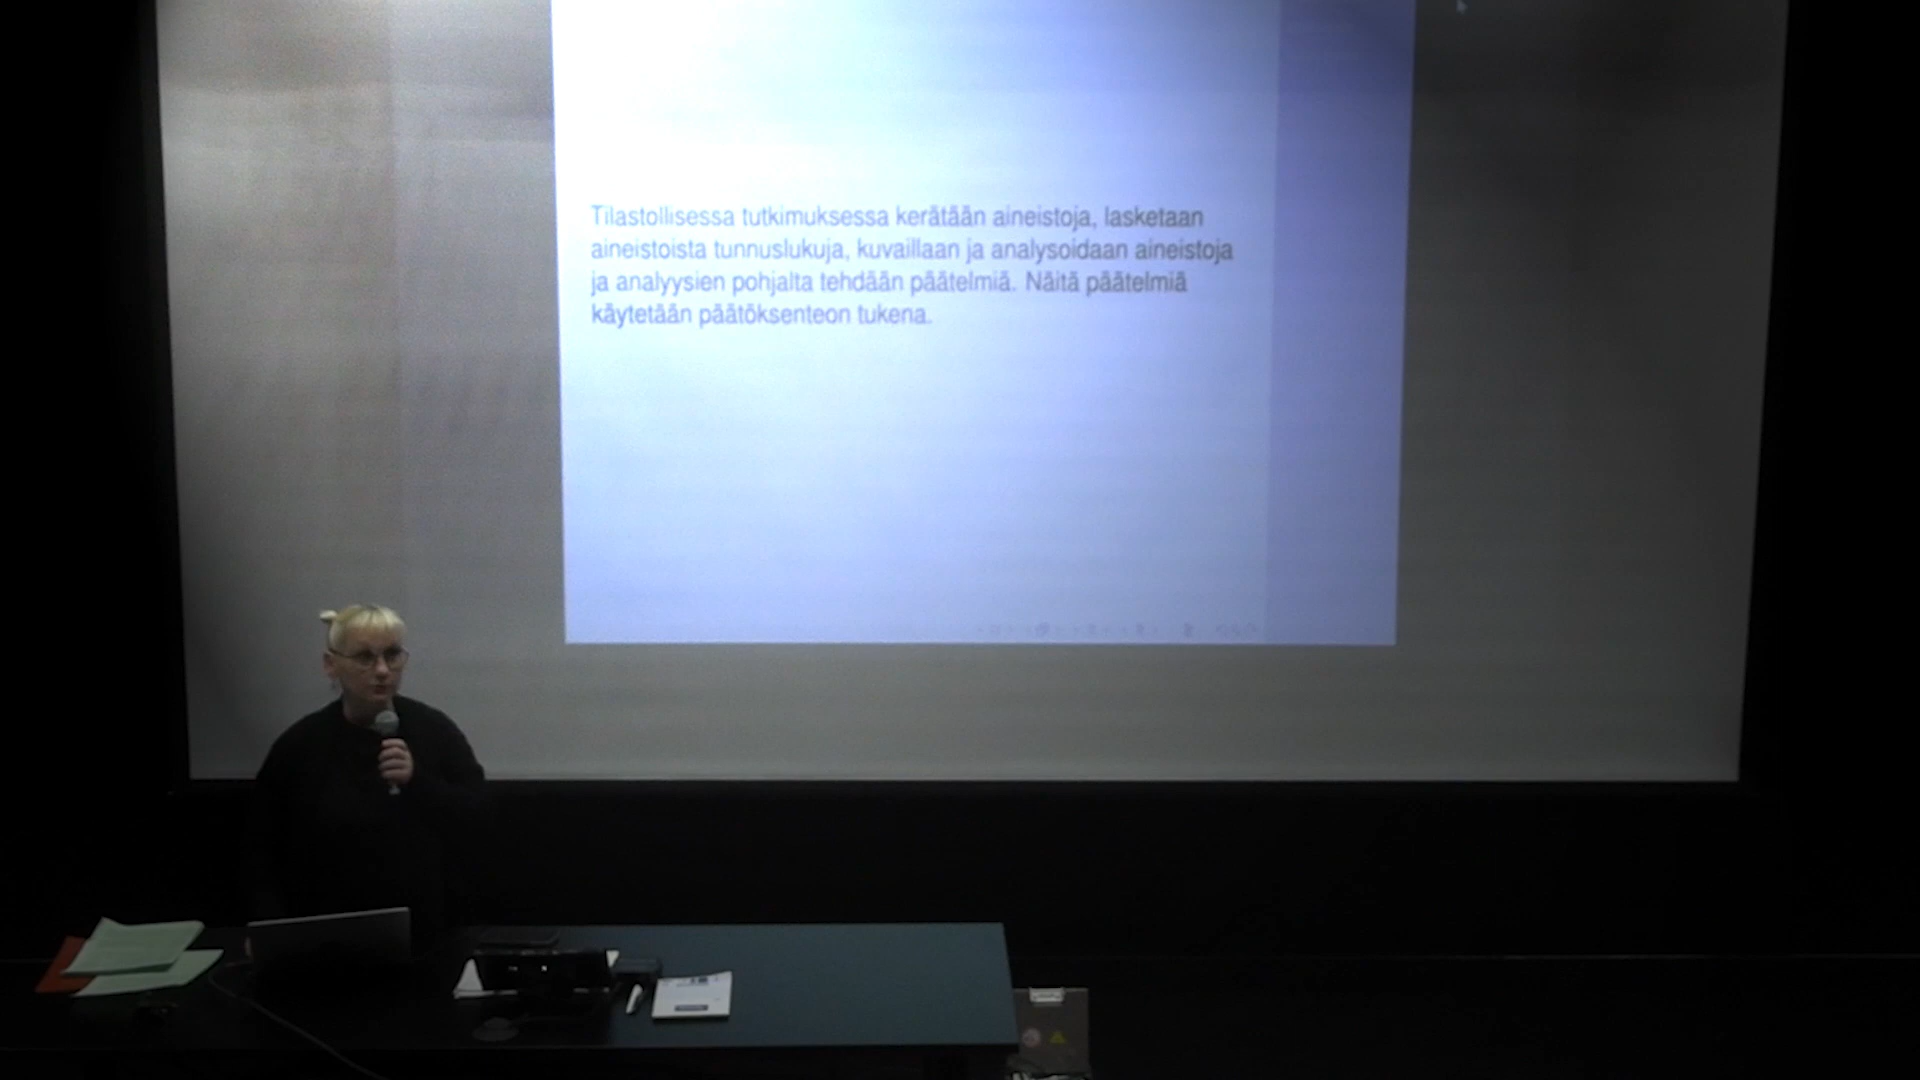 Tilastollisessa tutkimuksessa kerätään aineistoja, lasketaan
aineistoista tunnuslukuja, kuvaillaan ja analysoidaan aineistoja
ja analyysien pohjalta tehdään päätelmiä. Näitä päätelmiä
käytetään päätöksenteon tukena.